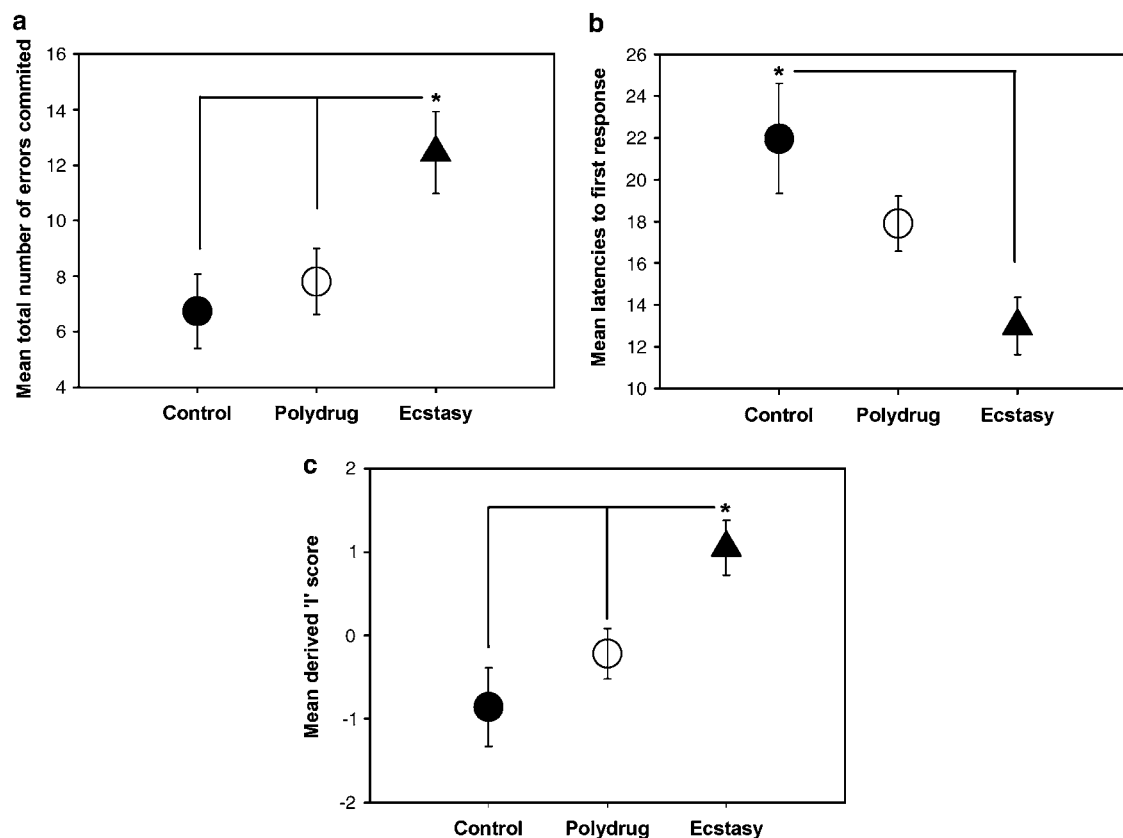 a
Mean total number of errors commited
16
14
12
10
8
6
4
*
Control Polydrug Ecstasy
b
Mean latencies to first response
26
24
22
20
18
16
14
12
10
*
Control Polydrug Ecstasy
c
Mean derived 'I' score
2
1
0
-1
-2
*
Control Polydrug Ecstasy